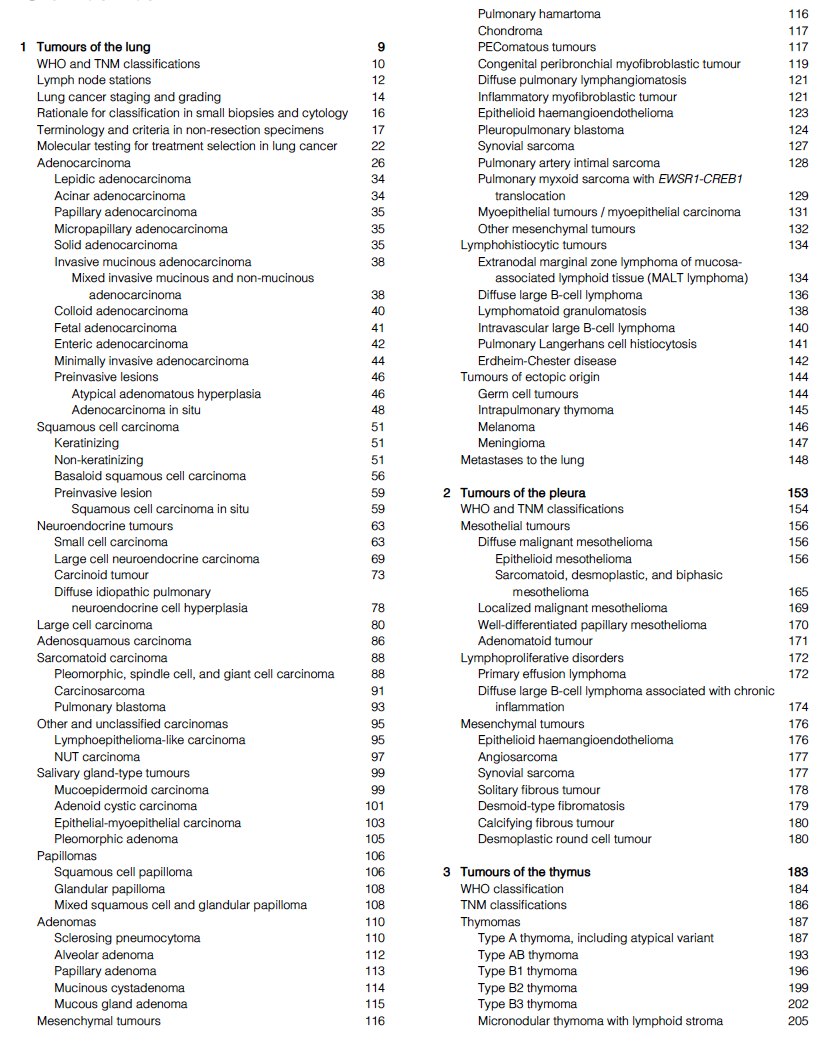 1 Tumours of the lung 9
WHO and TNM classifications 10
Lymph node stations 12
Lung cancer staging and grading 14
Rationale for classification in small biopsies and cytology 16
Terminology and criteria in non-resection specimens 17
Molecular testing for treatment selection in lung cancer 22
Adenocarcinoma 26
Lepidic adenocarcinoma 34
Acinar adenocarcinoma 34
Papillary adenocarcinoma 35
Micropapillary adenocarcinoma 35
Solid adenocarcinoma 35
Invasive mucinous adenocarcinoma 38
Mixed invasive mucinous and non-mucinous
adenocarcinoma 38
Colloid adenocarcinoma 40
Fetal adenocarcinoma 41
Enteric adenocarcinoma 42
Minimally invasive adenocarcinoma 44
Preinvasive lesions 46
Atypical adenomatous hyperplasia 46
Adenocarcinoma in situ 48
Squamous cell carcinoma 51
Keratinizing 51
Non-keratinizing 51
Basaloid squamous cell carcinoma 56
Preinvasive lesion 59
Squamous cell carcinoma in situ 59
Neuroendocrine tumours 63
Small cell carcinoma 63
Large cell neuroendocrine carcinoma 69
Carcinoid tumour 73
Diffuse idiopathic pulmonary
neuroendocrine cell hyperplasia 78
Large cell carcinoma 80
Adenosquamous carcinoma 86
Sarcomatoid carcinoma 88
Pleomorphic, spindle cell, and giant cell carcinoma 88
Carcinosarcoma 91
Pulmonary blastoma 93
Other and unclassified carcinomas 95
Lymphoepithelioma-like carcinoma 95
NUT carcinoma 97
Salivary gland-type tumours 99
Mucoepidermoid carcinoma 99
Adenoid cystic carcinoma 101
Epithelial-myoepithelial carcinoma 103
Pleomorphic adenoma 105
Papillomas 106
Squamous cell papilloma 106
Glandular papilloma 108
Mixed squamous cell and glandular papilloma 108
Adenomas 110
Sclerosing pneumocytoma 110
Alveolar adenoma 112
Papillary adenoma 113
Mucinous cystadenoma 114
Mucous gland adenoma 115
Mesenchymal tumours 116
Pulmonary hamartoma 116
Chondroma 117
PEComatous tumours 117
Congenital peribronchial myofibroblastic tumour 119
Diffuse pulmonary lymphangiomatosis 121
Inflammatory myofibroblastic tumour 121
Epithelioid haemangioendothelioma 123
Pleuropulmonary blastoma 124
Synovial sarcoma 127
Pulmonary artery intimal sarcoma 128
Pulmonary myxoid sarcoma with EWSR1-CREB1
translocation 129
Myoepithelial tumours / myoepithelial carcinoma 131
Other mesenchymal tumours 132
Lymphohistiocytic tumours 134
Extranodal marginal zone lymphoma of mucosa-
associated lymphoid tissue (MALT lymphoma) 134
Diffuse large B-cell lymphoma 136
Lymphomatoid granulomatosis 138
Intravascular large B-cell lymphoma 140
Pulmonary Langerhans cell histiocytosis 141
Erdheim-Chester disease 142
Tumours of ectopic origin 144
Germ cell tumours 144
Intrapulmonary thymoma 145
Melanoma 146
Meningioma 147
Metastases to the lung 148
2 Tumours of the pleura 153
WHO and TNM classifications 154
Mesothelial tumours 156
Diffuse malignant mesothelioma 156
Epithelioid mesothelioma 156
Sarcomatoid, desmoplastic, and biphasic
mesothelioma 165
Localized malignant mesothelioma 169
Well-differentiated papillary mesothelioma 170
Adenomatoid tumour 171
Lymphoproliferative disorders 172
Primary effusion lymphoma 172
Diffuse large B-cell lymphoma associated with chronic
inflammation 174
Mesenchymal tumours 176
Epithelioid haemangioendothelioma 176
Angiosarcoma 177
Synovial sarcoma 177
Solitary fibrous tumour 178
Desmoid-type fibromatosis 179
Calcifying fibrous tumour 180
Desmoplastic round cell tumour 180
3 Tumours of the thymus 183
WHO classification 184
TNM classifications 186
Thymomas 187
Type A thymoma, including atypical variant 187
Type AB thymoma 193
Type B1 thymoma 196
Type B2 thymoma 199
Type B3 thymoma 202
Micronodular thymoma with lymphoid stroma 205